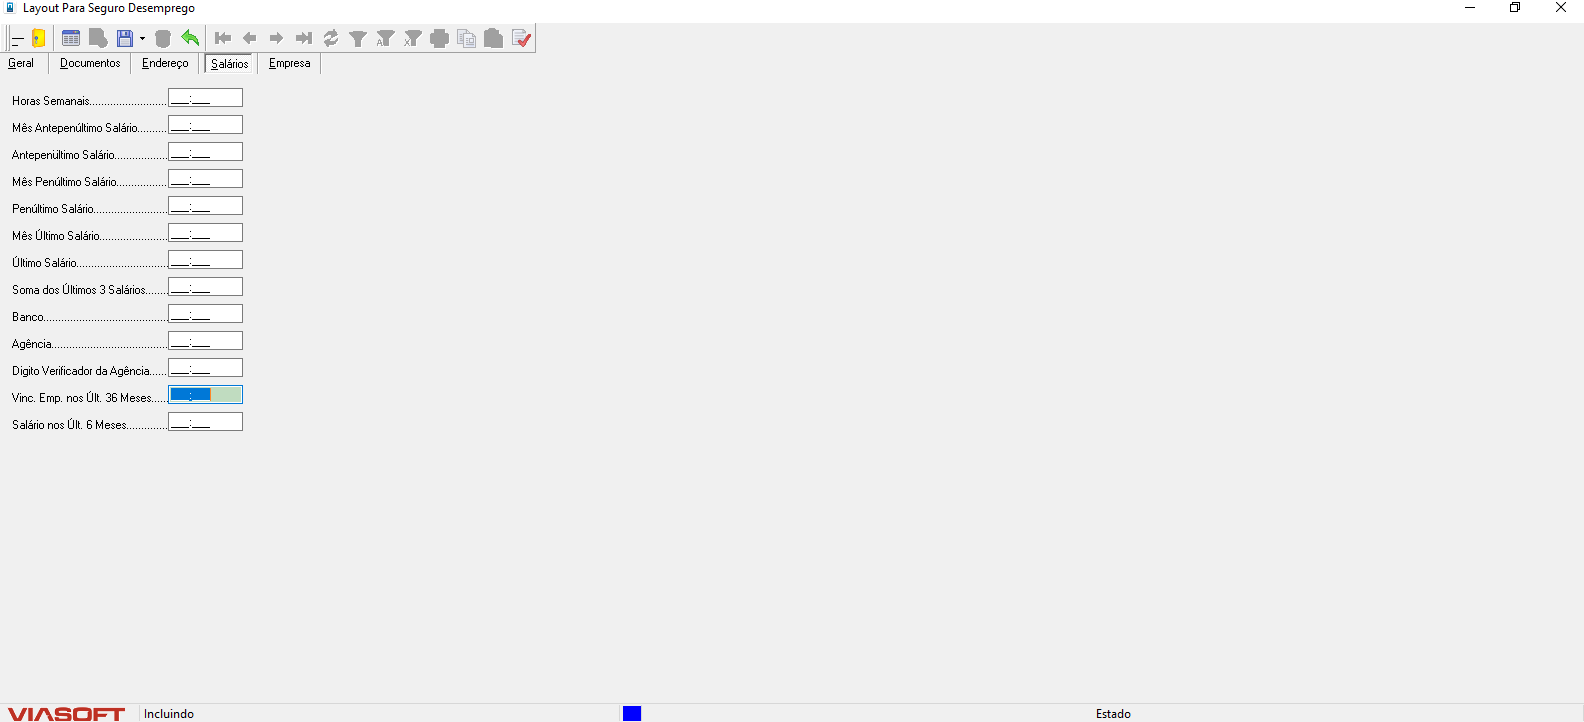 Layout Para Seguro Desemprego
Geral Documentos Endereço Salários Empresa
Horas Semanais.......................... ___:___
Mês Antepenúltimo Salário.......... ___:___
Antepenúltimo Salário.................. ___:___
Mês Penúltimo Salário................. ___:___
Penúltimo Salário......................... ___:___
Mês Último Salário....................... ___:___
Último Salário............................... ___:___
Soma dos Últimos 3 Salários........ ___:___
Banco.......................................... ___:___
Agência....................................... ___:___
Digito Verificador da Agência...... ___:___
Vinc. Emp. nos Últ. 36 Meses...... ___:___
Salário nos Últ. 6 Meses.............. ___:___
VIASOFT Incluindo Estado